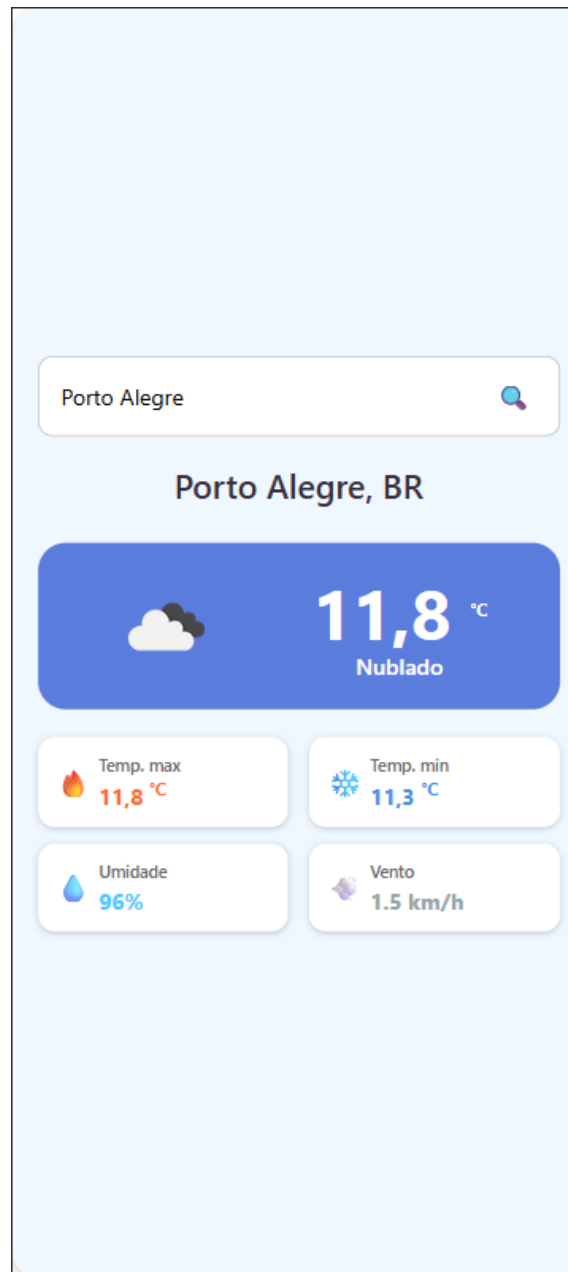 Porto Alegre
Porto Alegre, BR
11,8 °C
Nublado
Temp. max
11,8 °C
Temp. min
11,3 °C
Umidade
96%
Vento
1.5 km/h